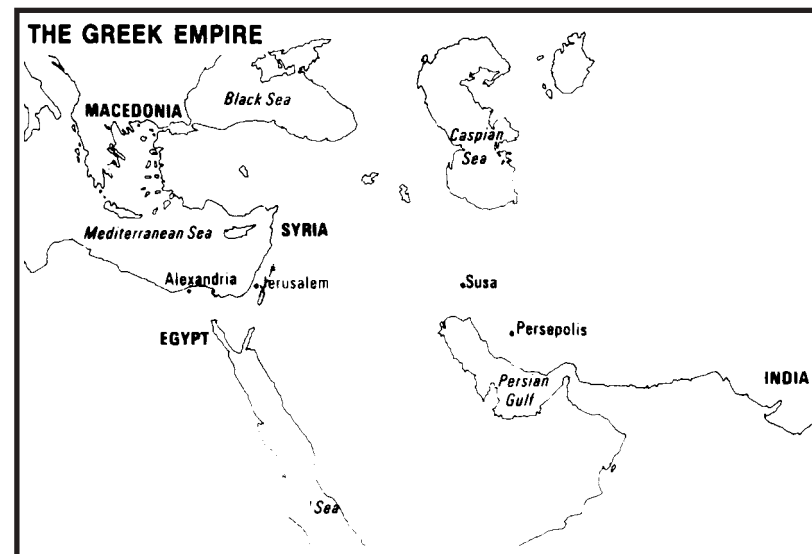 THE GREEK EMPIRE
Black Sea
MACEDONIA
Caspian
Sea
Mediterranean Sea
SYRIA
Alexandria
Jerusalem
Susa
EGYPT
Persepolis
Persian
Gulf
INDIA
Sea